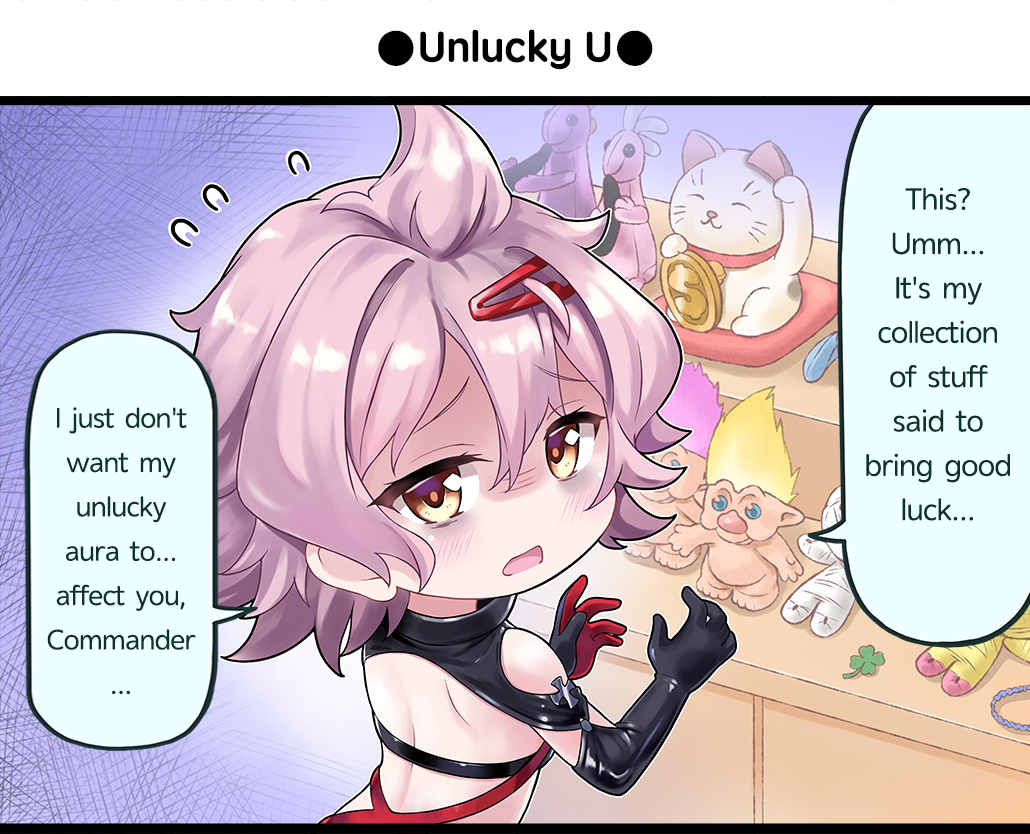 ●Unlucky U●
This?
Umm...
It's my
collection
of stuff
said to
bring good
luck...
I just don't
want my
unlucky
aura to...
affect you,
Commander
...